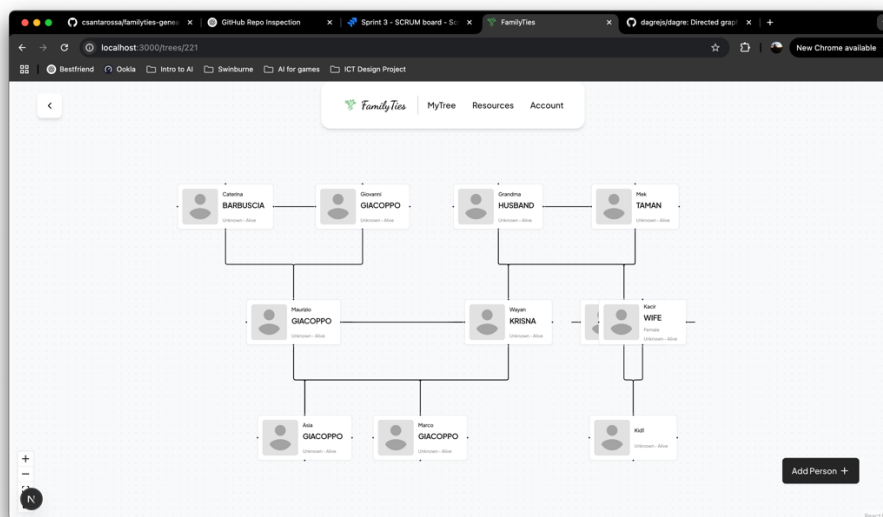 csantarossa/familyties-genea
GitHub Repo Inspection
Sprint 3 - SCRUM board - Sc
FamilyTies
dagrejs/dagre: Directed grap
localhost:3000/trees/221
New Chrome available
Bestfriend
Ookla
Intro to AI
Swinburne
AI for games
ICT Design Project
FamilyTies
MyTree
Resources
Account
Caterina
BARBUSCIA
Unknown - Alive
Giovanni
GIACOPPO
Unknown - Alive
Grandma
HUSBAND
Unknown - Alive
Mek
TAMAN
Unknown - Alive
Maurizio
GIACOPPO
Unknown - Alive
Wayan
KRISNA
Unknown - Alive
Kecir
WIFE
Female
Unknown - Alive
Asia
GIACOPPO
Unknown - Alive
Marco
GIACOPPO
Unknown - Alive
Kid1
Unknown - Alive
Add Person +
N